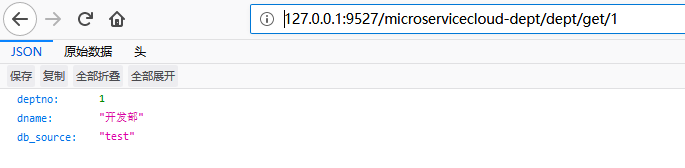 127.0.0.1:9527/microservicecloud-dept/dept/get/1
JSON 原始数据 头
保存 复制 全部折叠 全部展开
deptno: 1
dname: "开发部"
db_source: "test"